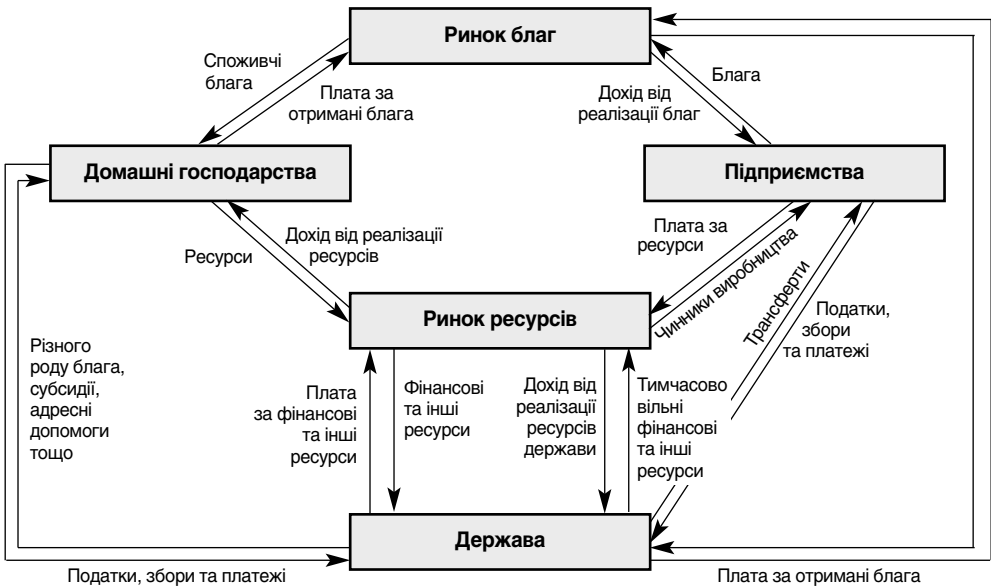 Ринок благ
Споживчі
блага
Плата за
отримані блага
Дохід від
реалізації благ
Блага
Домашні господарства
Підприємства
Ресурси
Дохід від реалізації
ресурсів
Плата за
ресурси
Чинники виробництва
Трансферти
Податки,
збори
та платежі
Ринок ресурсів
Різного
роду блага,
субсидії,
адресні
допомоги
тощо
Плата
за фінансові
та інші
ресурси
Фінансові
та інші
ресурси
Дохід від
реалізації
ресурсів
держави
Тимчасово
вільні
фінансові
та інші
ресурси
Держава
Податки, збори та платежі
Плата за отримані блага